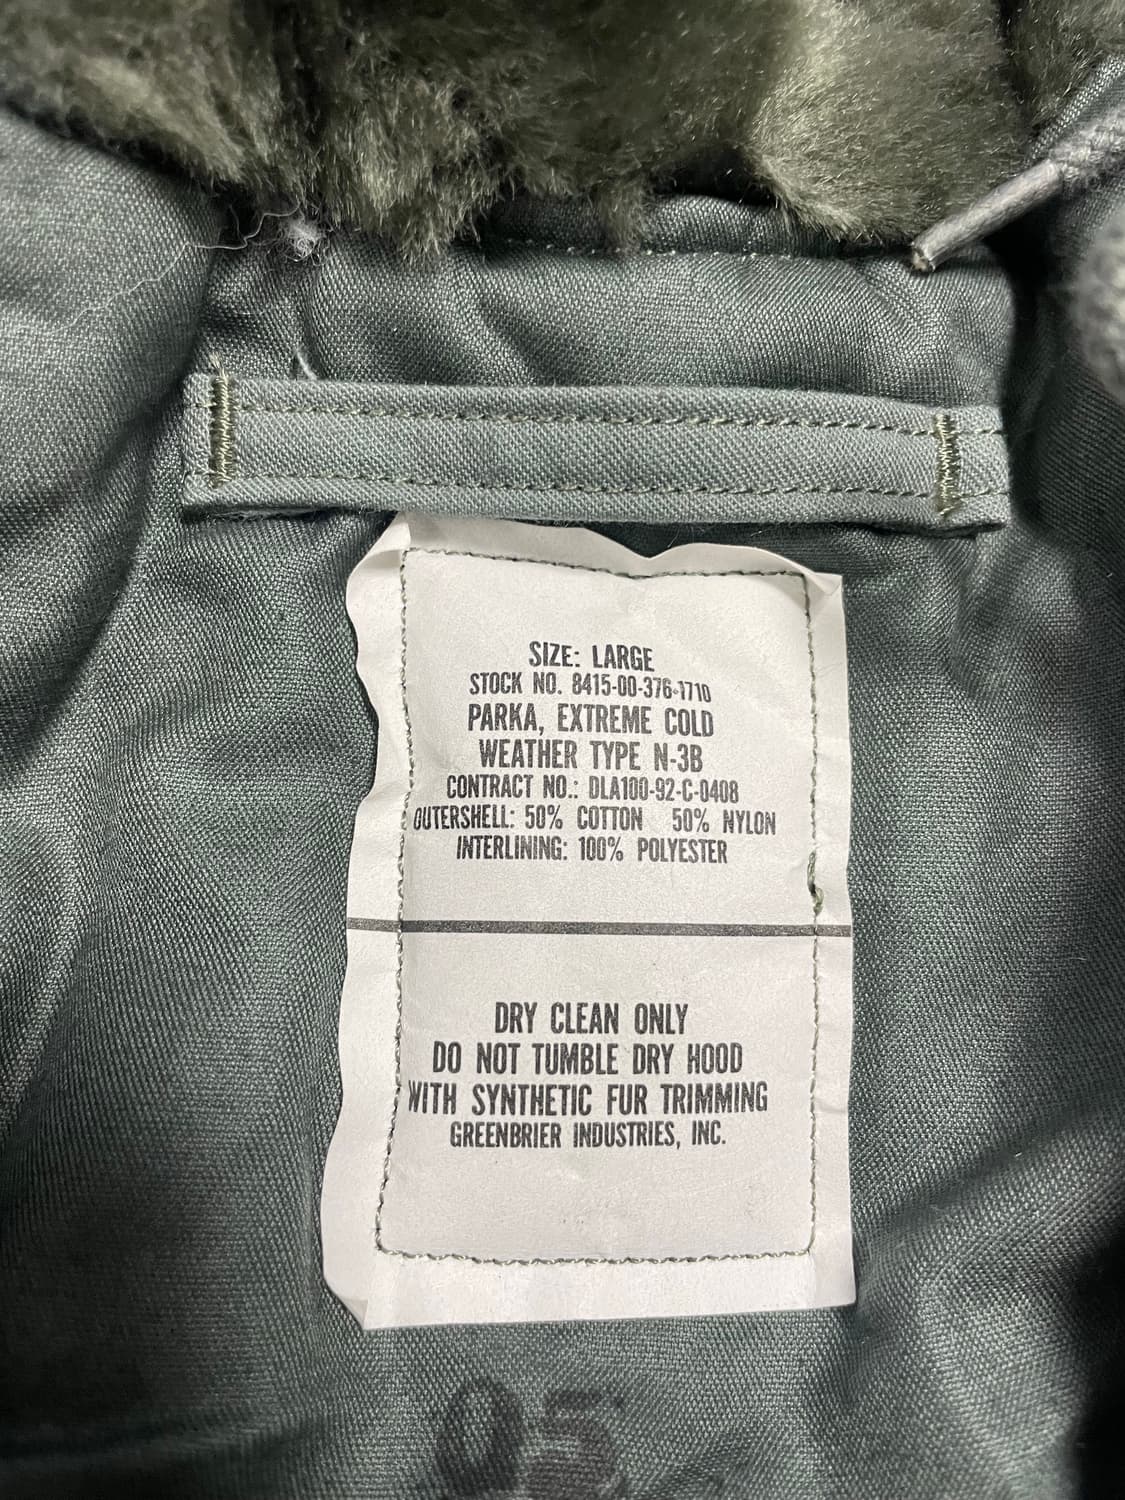 SIZE: LARGE
STOCK NO. 8415-00-376-1710
PARKA, EXTREME COLD
WEATHER TYPE N-3B
CONTRACT NO.: DLA100-92-C-0408
OUTERSHELL: 50% COTTON 50% NYLON
INTERLINING: 100% POLYESTER
DRY CLEAN ONLY
DO NOT TUMBLE DRY HOOD
WITH SYNTHETIC FUR TRIMMING
GREENBRIER INDUSTRIES, INC.
05